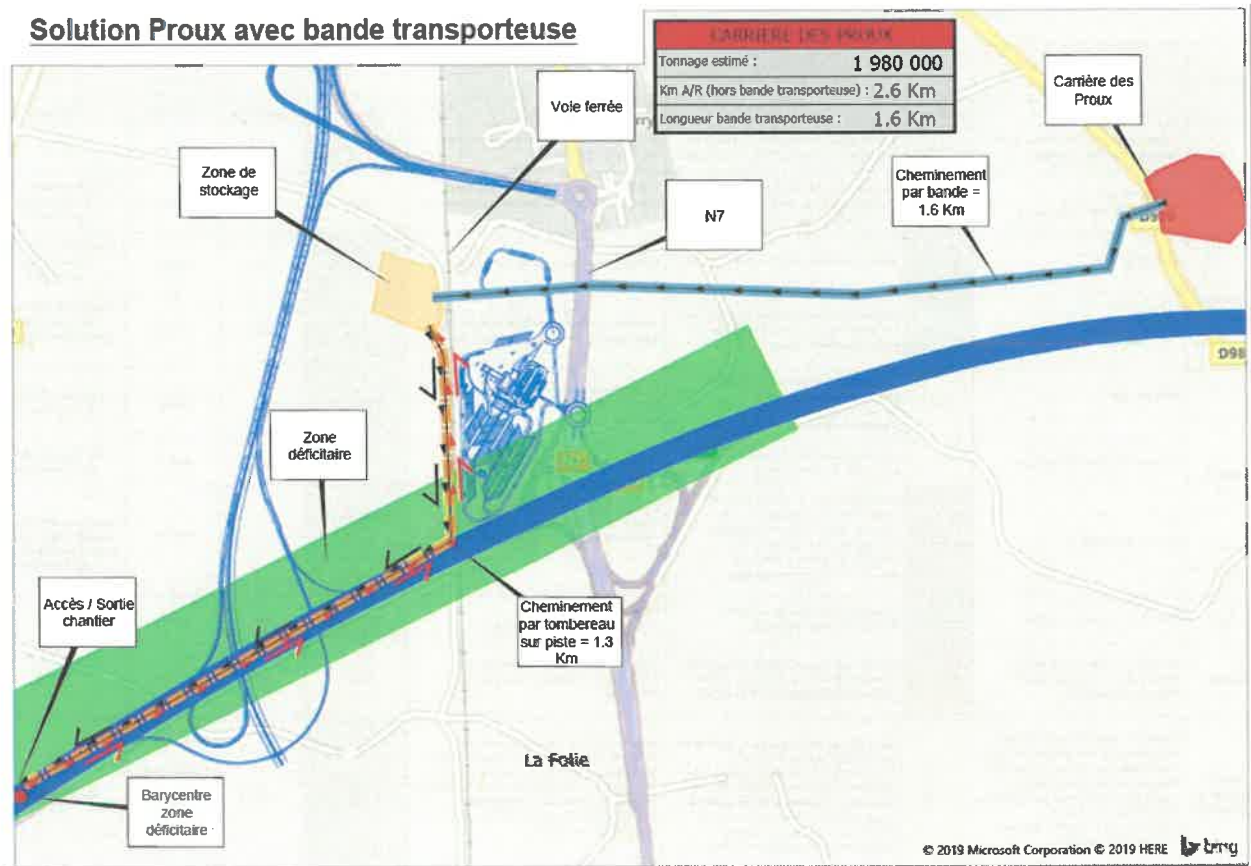 Solution Proux avec bande transporteuse
CARRIERE DES PROUX
Tonnage estimé : 1 980 000
Km A/R (hors bande transporteuse) : 2.6 Km
Longueur bande transporteuse : 1.6 Km
Voie ferrée
Carrière des
Proux
Zone de
stockage
Cheminement
par bande =
1.6 Km
N7
D98
Zone
déficitaire
Accès / Sortie
chantier
Cheminement
par tombereau
sur piste = 1.3
Km
La Folie
Barycentre
zone
déficitaire
© 2019 Microsoft Corporation © 2019 HERE